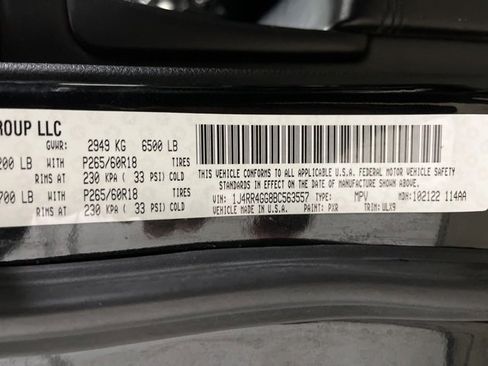 ROUP LLC
GVWR: 2949 KG 6500 LB
200 LB WITH P265/60R18 TIRES
RIMS AT 230 KPA ( 33 PSI) COLD
700 LB WITH P265/60R18 TIRES
RIMS AT 230 KPA ( 33 PSI) COLD
THIS VEHICLE CONFORMS TO ALL APPLICABLE U.S.A. FEDERAL MOTOR VEHICLE SAFETY
STANDARDS IN EFFECT ON THE DATE OF MANUFACTURE SHOWN ABOVE.
VIN: 1J4RR4GG8BC563557 TYPE: MPV MDH: 102122 114AA
VEHICLE MADE IN U.S.A. PAINT: PXR TRIM: ULX9